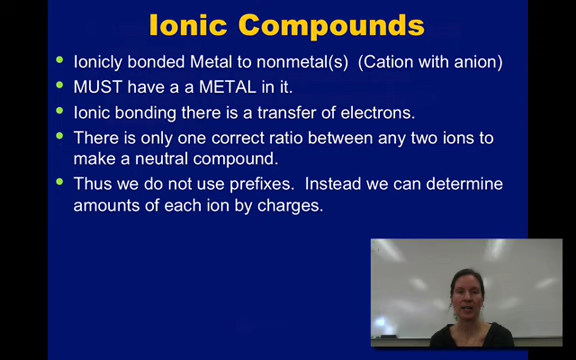 Ionic Compounds
Ionicly bonded Metal to nonmetal(s) (Cation with anion)
MUST have a a METAL in it.
Ionic bonding there is a transfer of electrons.
There is only one correct ratio between any two ions to
make a neutral compound.
Thus we do not use prefixes. Instead we can determine
amounts of each ion by charges.